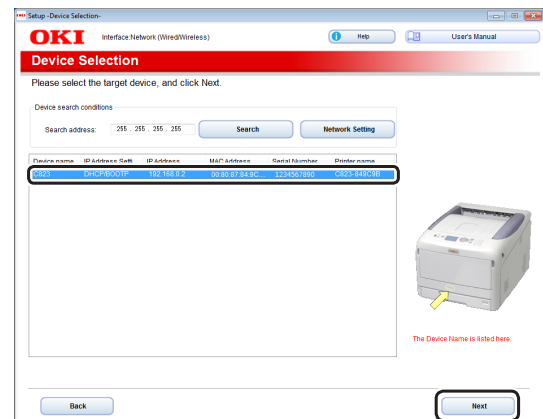 Setup -Device Selection-
OKI Interface:Network (Wired/Wireless) Help User's Manual
Device Selection
Please select the target device, and click Next.
Device search conditions
Search address: 255 . 255 . 255 . 255 Search Network Setting
Device name IP Address Setti IP Address MAC Address Serial Number Printer name
C823 DHCP/BOOTP 192.168.0.2 00:80:87:84:9C... 1234567890 C823-849C9B
The Device Name is listed here.
Back Next